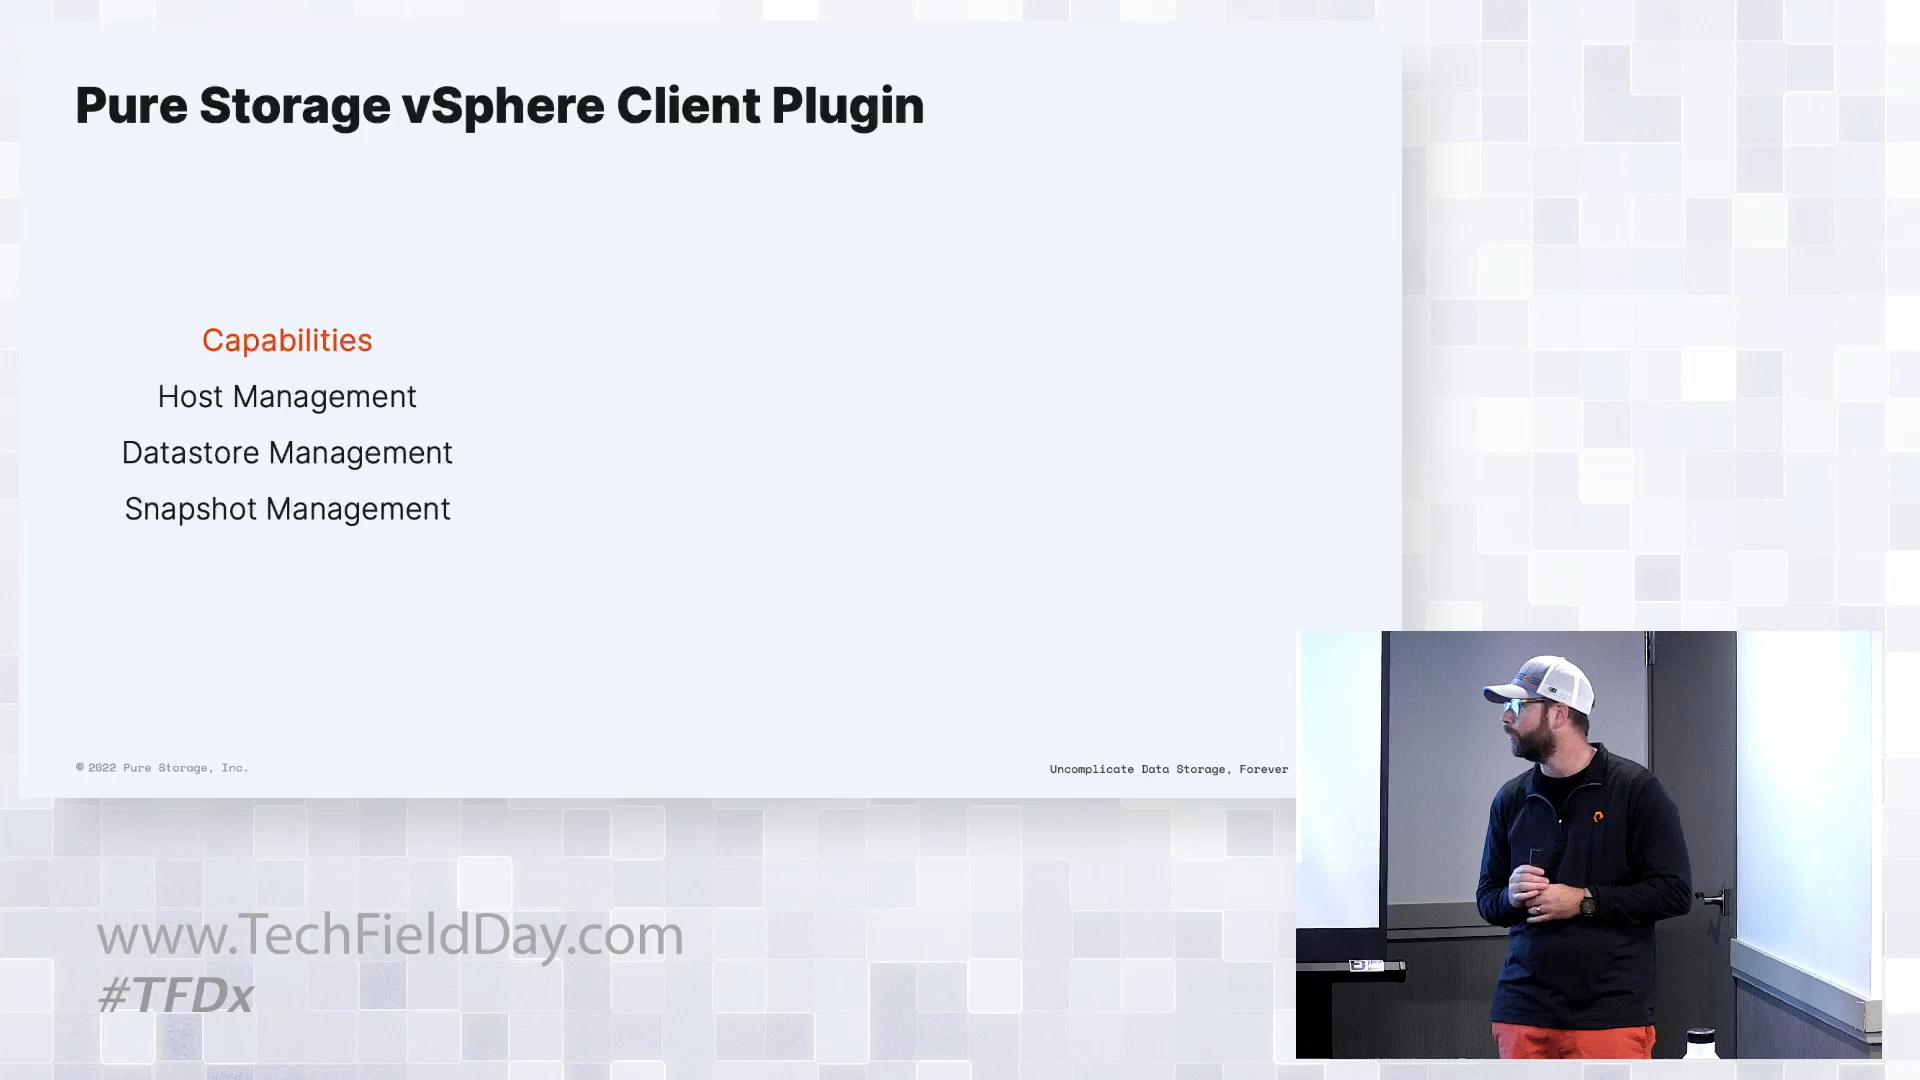 Pure Storage vSphere Client Plugin
Capabilities
Host Management
Datastore Management
Snapshot Management
© 2022 Pure Storage, Inc.
Uncomplicate Data Storage, Forever
www.TechFieldDay.com
#TFDx